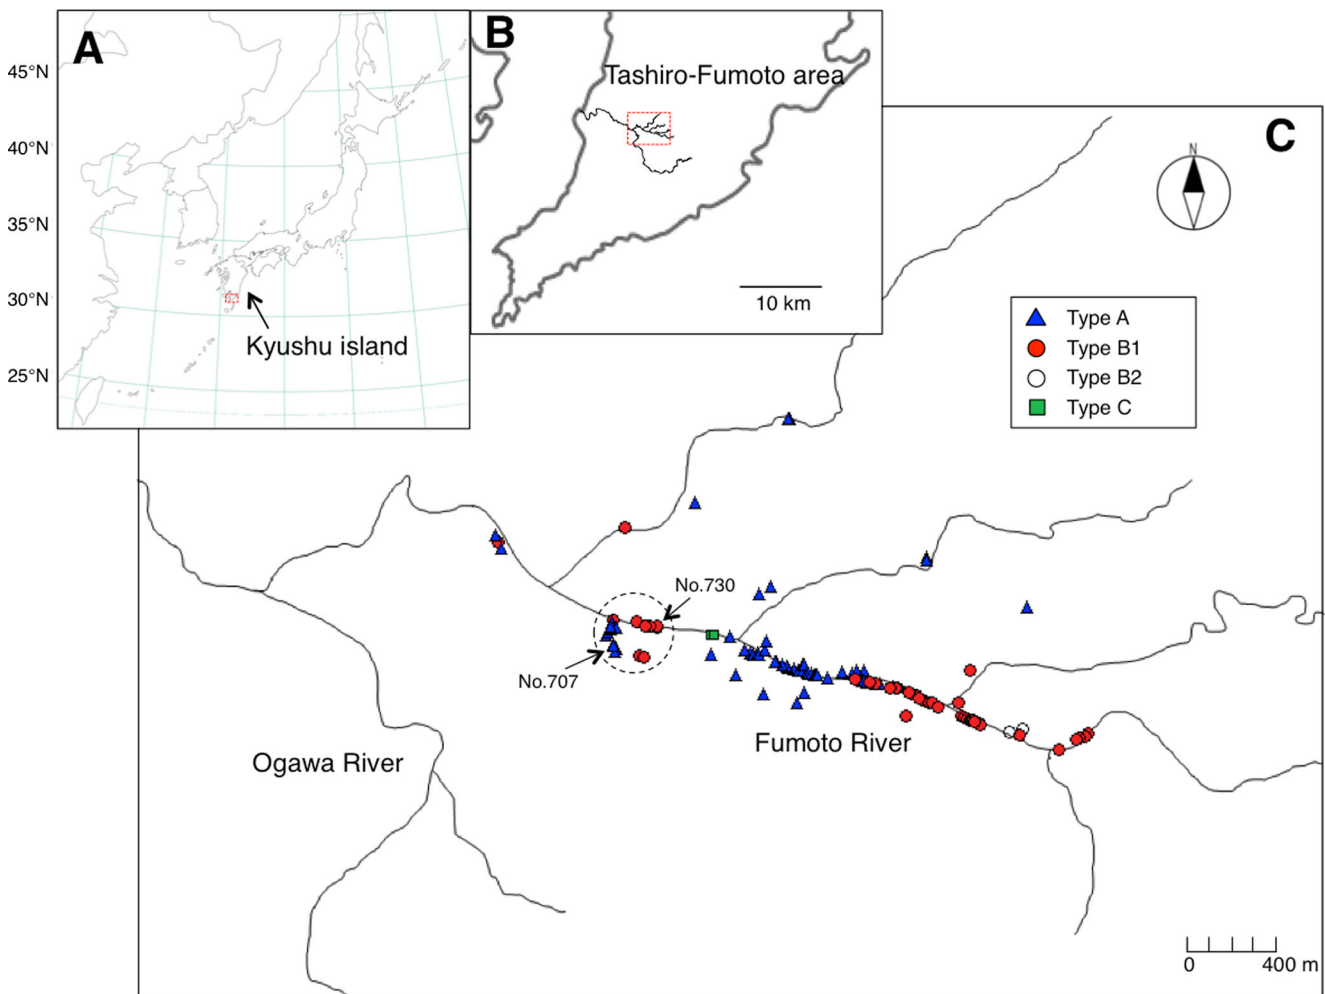 A
45°N
40°N
35°N
30°N
25°N
Kyushu island
B
Tashiro-Fumoto area
10 km
C
N
Type A
Type B1
Type B2
Type C
No.730
No.707
Fumoto River
Ogawa River
0 400 m